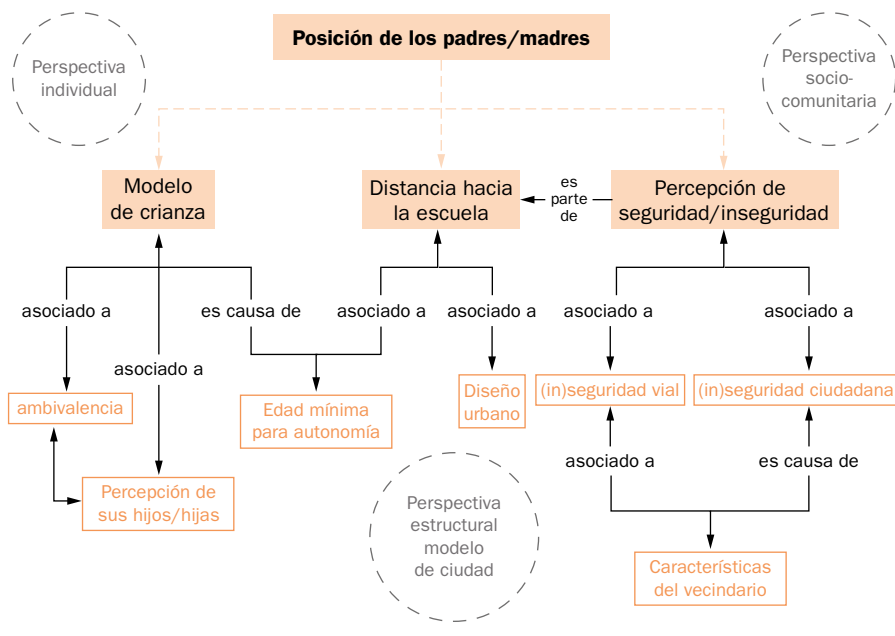 Posición de los padres/madres
Perspectiva
individual
Perspectiva
socio-
comunitaria
Modelo
de crianza
Distancia hacia
la escuela
es
parte
de
Percepción de
seguridad/inseguridad
asociado a
es causa de
asociado a
asociado a
asociado a
asociado a
asociado a
ambivalencia
Edad mínima
para autonomía
Diseño
urbano
(in)seguridad vial
(in)seguridad ciudadana
asociado a
es causa de
Percepción de
sus hijos/hijas
Perspectiva
estructural
modelo
de ciudad
Características
del vecindario